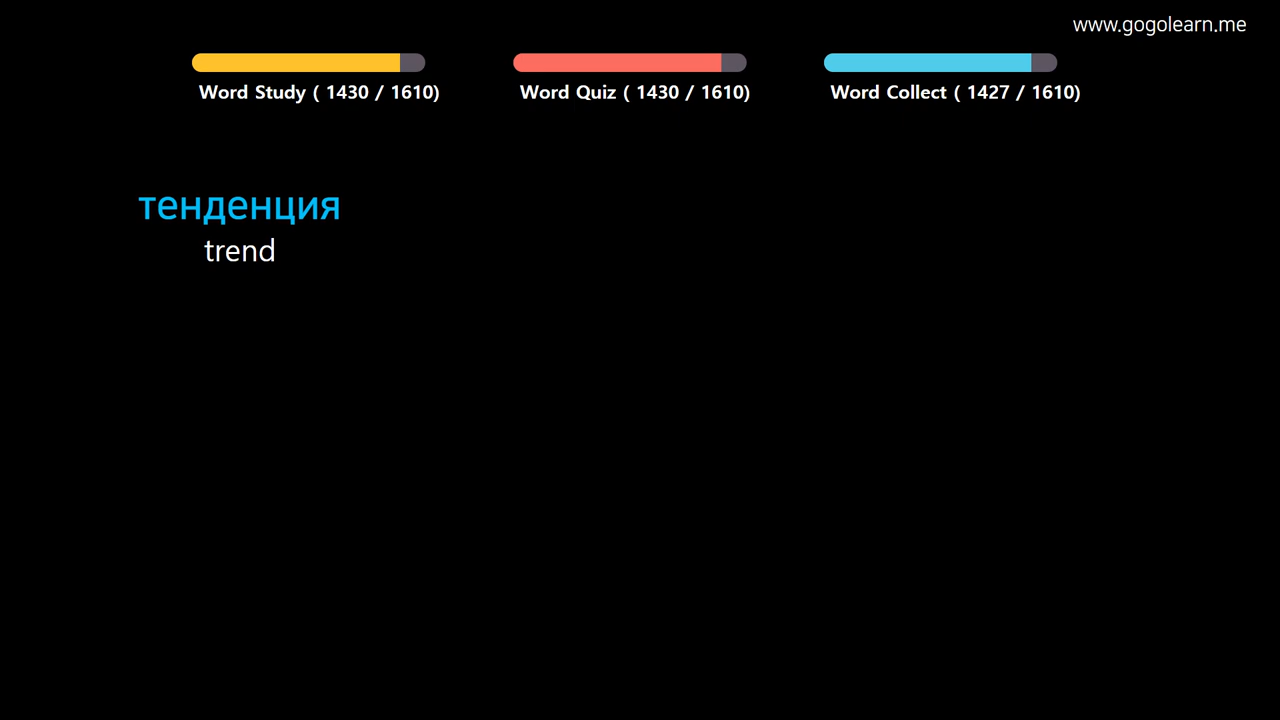 www.gogolearn.me
Word Study ( 1430 / 1610)
Word Quiz ( 1430 / 1610)
Word Collect ( 1427 / 1610)
тенденция
trend